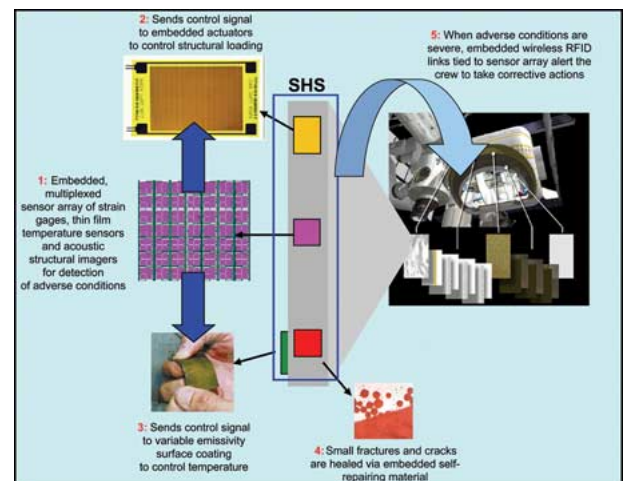 2: Sends control signal
to embedded actuators
to control structural loading
5: When adverse conditions are
severe, embedded wireless RFID
links tied to sensor array alert the
crew to take corrective actions
SHS
1: Embedded,
multiplexed
sensor array of strain
gages, thin film
temperature sensors
and acoustic
structural imagers
for detection
of adverse conditions
3: Sends control signal
to variable emissivity
surface coating
to control temperature
4: Small fractures and cracks
are healed via embedded self-
repairing material